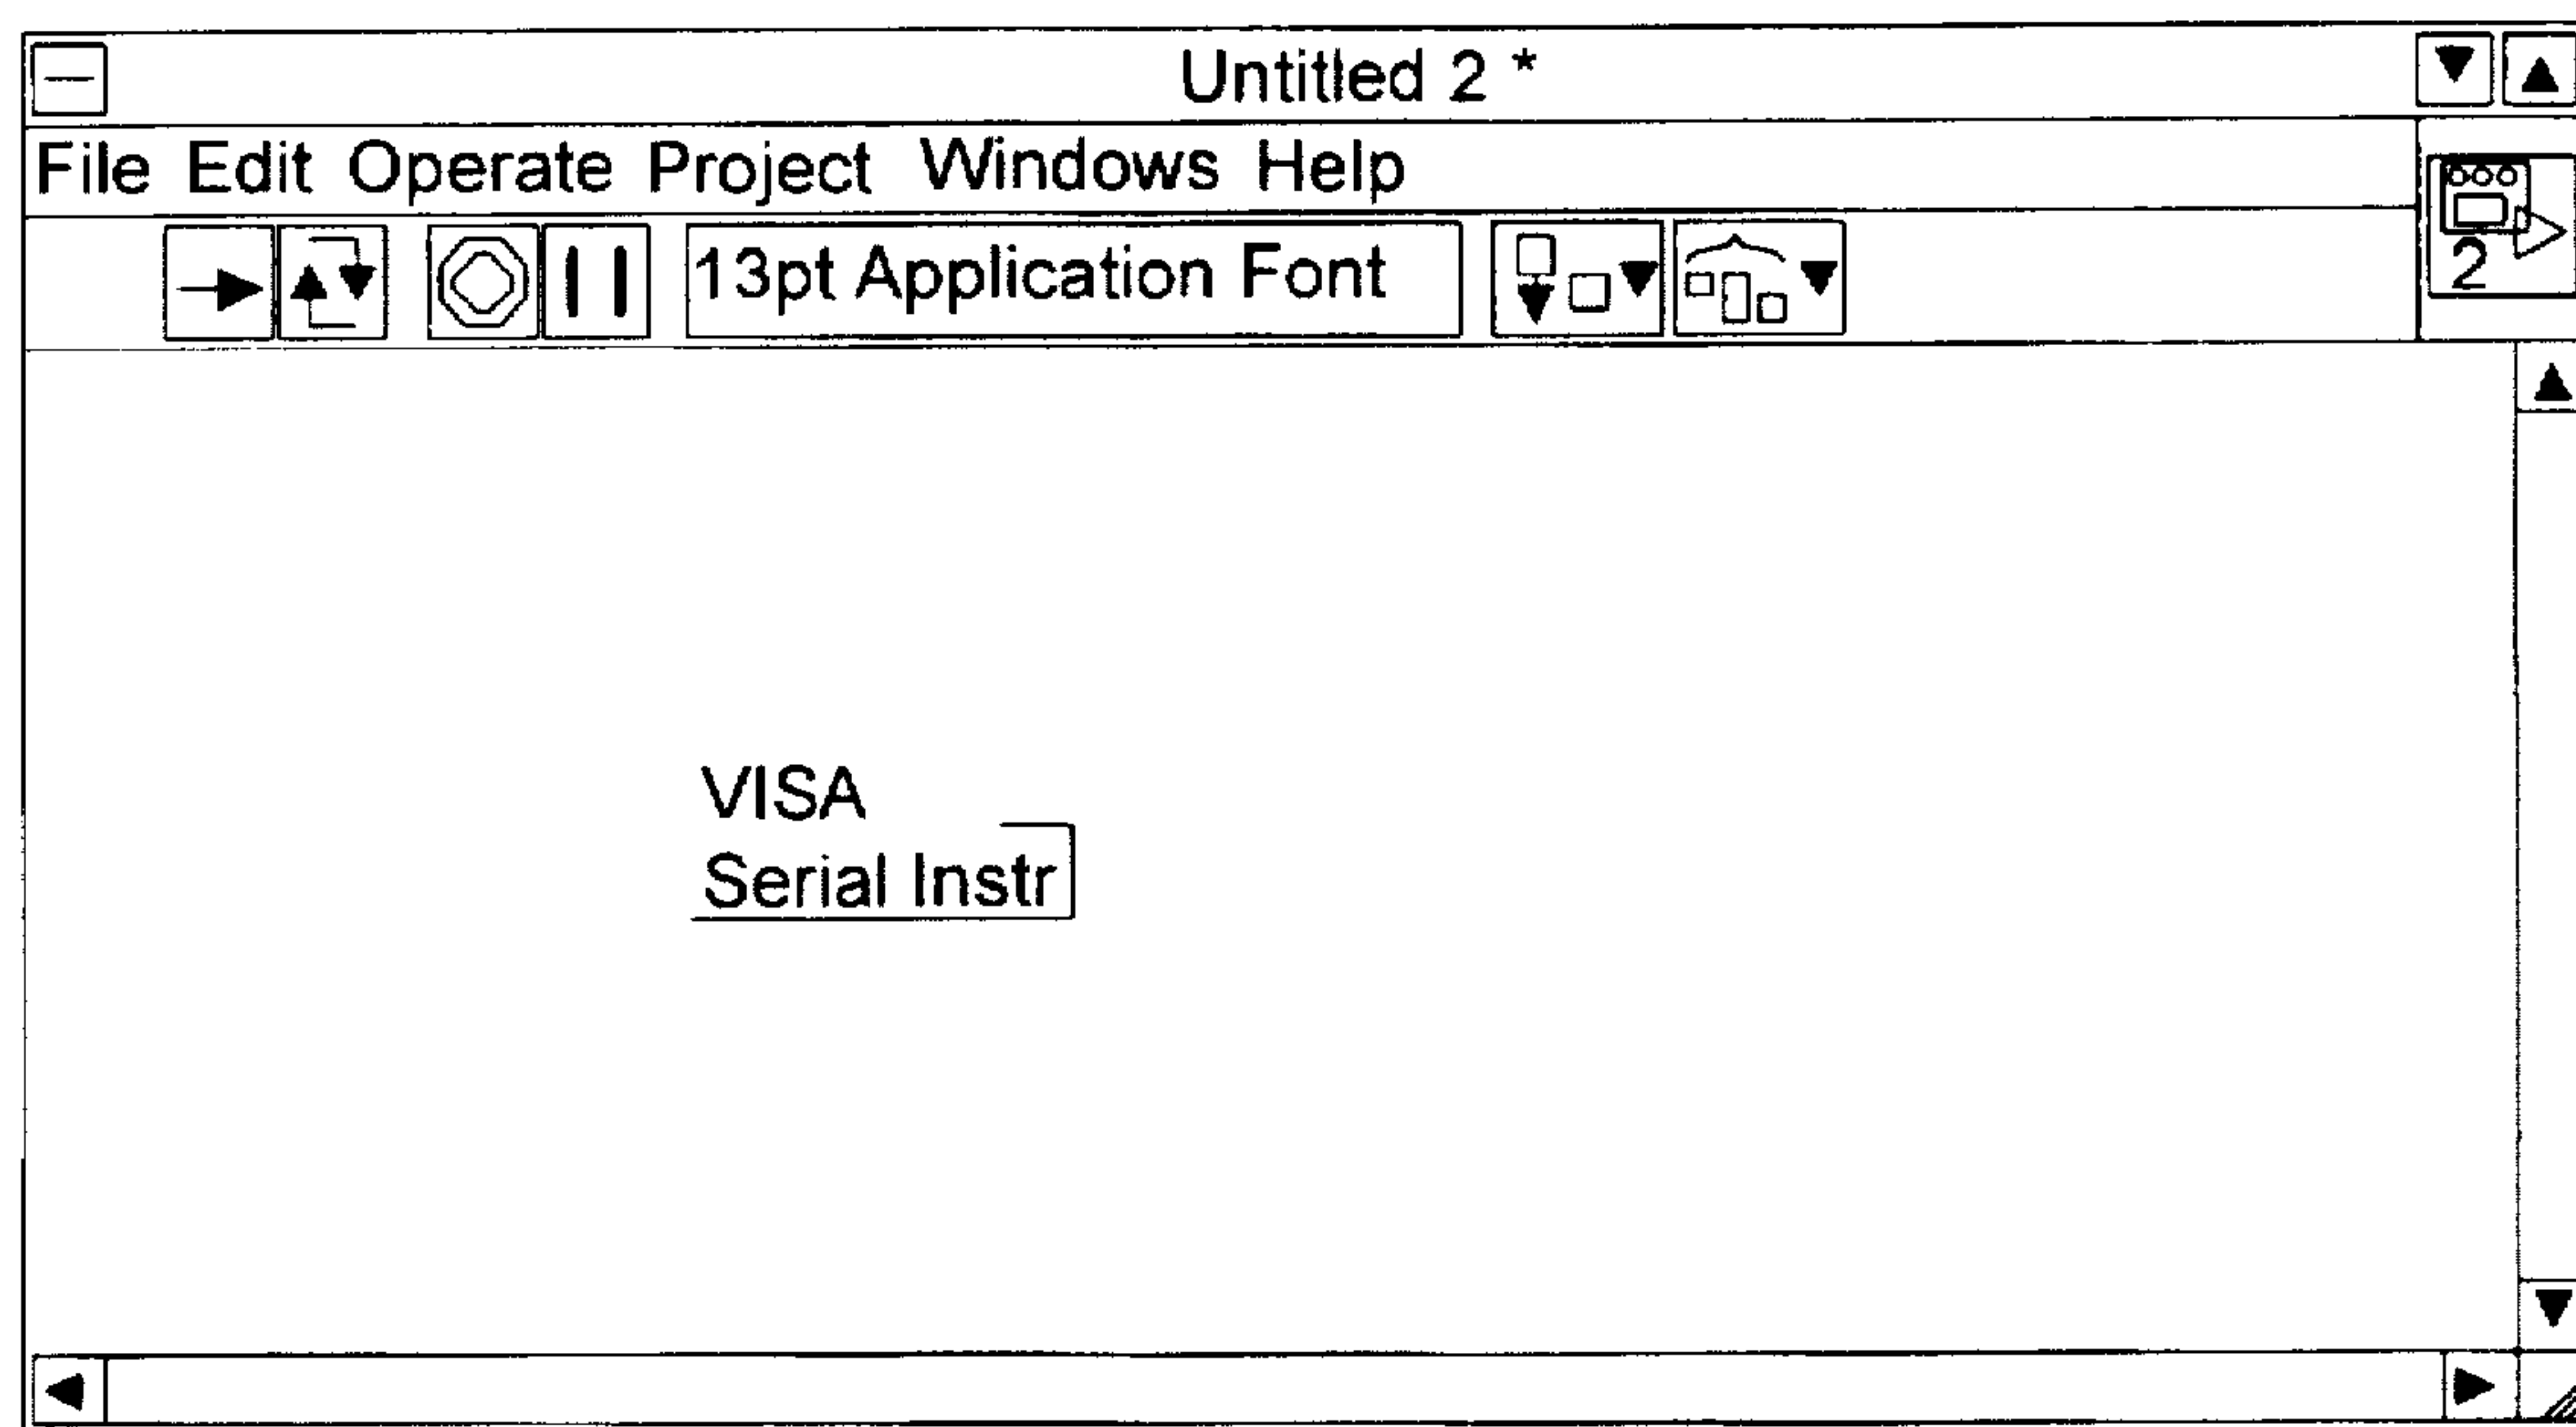 Untitled 2 *
File Edit Operate Project Windows Help
2
13pt Application Font
VISA
Serial Instr